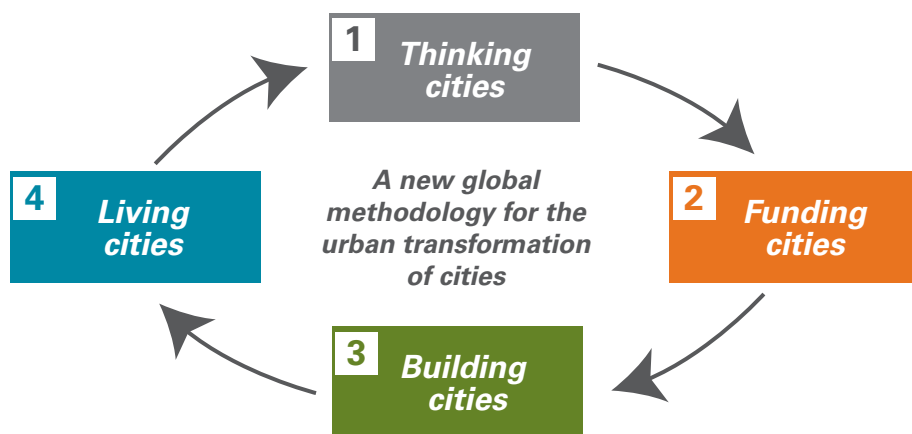 1
Thinking
cities
2
Funding
cities
3
Building
cities
4
Living
cities
A new global
methodology for the
urban transformation
of cities